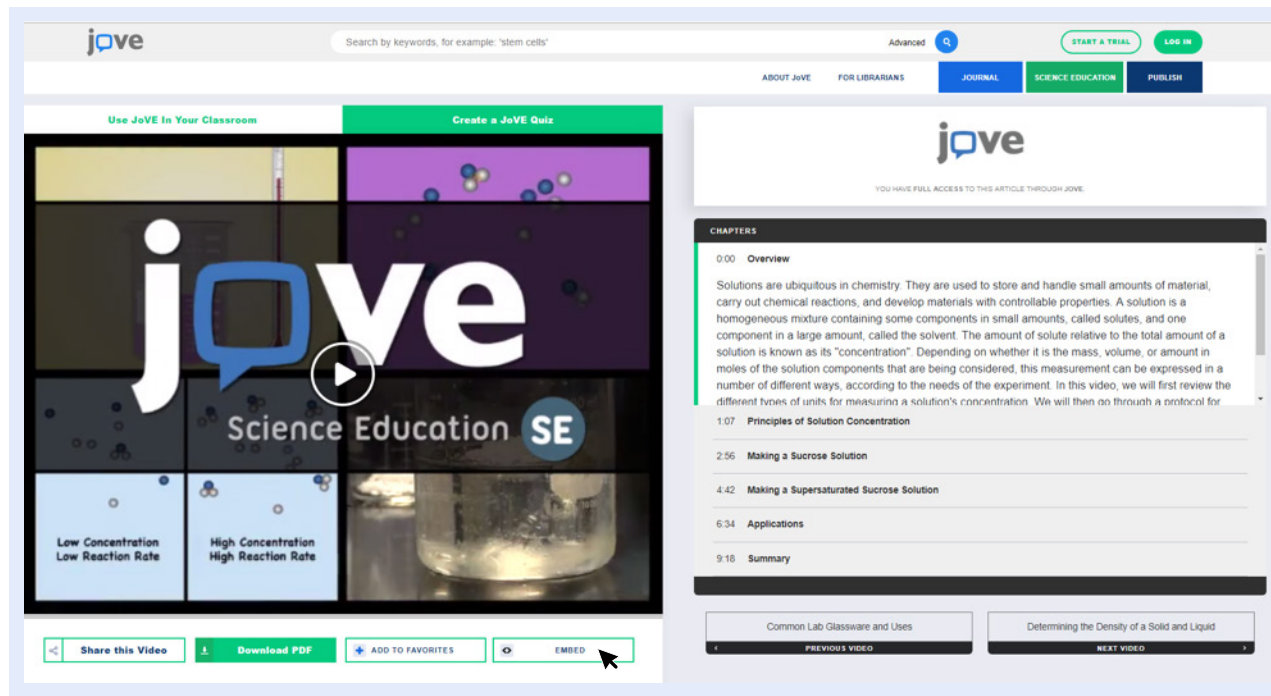 jove
Search by keywords, for example: 'stem cells'
Advanced
START A TRIAL
LOG IN
ABOUT JoVE
FOR LIBRARIANS
JOURNAL
SCIENCE EDUCATION
PUBLISH
Use JoVE In Your Classroom
Create a JoVE Quiz
jove
Science Education SE
Low Concentration
Low Reaction Rate
High Concentration
High Reaction Rate
Share this Video
Download PDF
ADD TO FAVORITES
EMBED
jove
YOU HAVE FULL ACCESS TO THIS ARTICLE THROUGH JOVE.
CHAPTERS
0:00 Overview
Solutions are ubiquitous in chemistry. They are used to store and handle small amounts of material,
carry out chemical reactions, and develop materials with controllable properties. A solution is a
homogeneous mixture containing some components in small amounts, called solutes, and one
component in a large amount, called the solvent. The amount of solute relative to the total amount of a
solution is known as its "concentration". Depending on whether it is the mass, volume, or amount in
moles of the solution components that are being considered, this measurement can be expressed in a
number of different ways, according to the needs of the experiment. In this video, we will first review the
different types of units for measuring a solution's concentration. We will then go through a protocol for
1:07 Principles of Solution Concentration
2:56 Making a Sucrose Solution
4:42 Making a Supersaturated Sucrose Solution
6:34 Applications
9:18 Summary
Common Lab Glassware and Uses
PREVIOUS VIDEO
Determining the Density of a Solid and Liquid
NEXT VIDEO